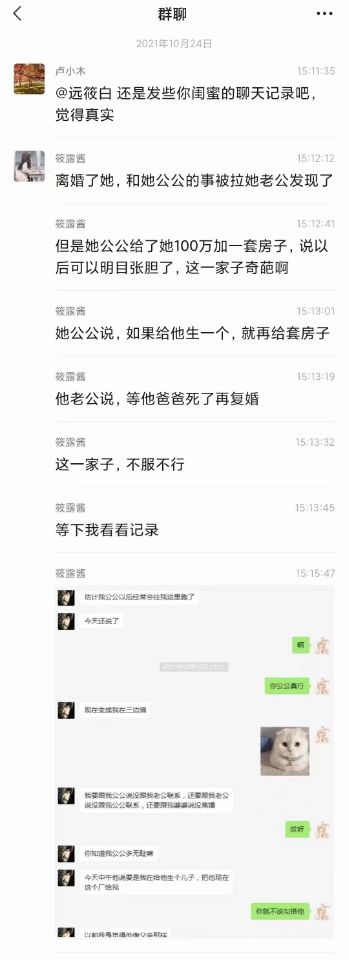 群聊
2021年10月24日
卢小木
15:11:35
@远筱白 还是发些你闺蜜的聊天记录吧，
觉得真实
筱露酱
15:12:12
离婚了她，和她公公的事被拉她老公发现了
筱露酱
15:12:41
但是她公公给了她100万加一套房子，说以
后可以明目张胆了，这一家子奇葩啊
筱露酱
15:13:01
她公公说，如果给他生一个，就再给套房子
筱露酱
15:13:19
他老公说，等他爸爸死了再复婚
筱露酱
15:13:32
这一家子，不服不行
筱露酱
15:13:45
等下我看看记录
筱露酱
15:15:47
估计我公公以后经常会往我这里跑了
今天还说了
啊
你公公真行
现在变成我在三边骗
我要跟我公公说没跟我老公联系，还要跟我老公
说没跟我公公联系，还要跟我婆婆说没离婚
哎呀
你知道我公公多无耻嘛
今天中午他说要是我在给他生个儿子，把他现在
这个厂给我
你就不该勾搭他
以前我是觉得他像父亲那样